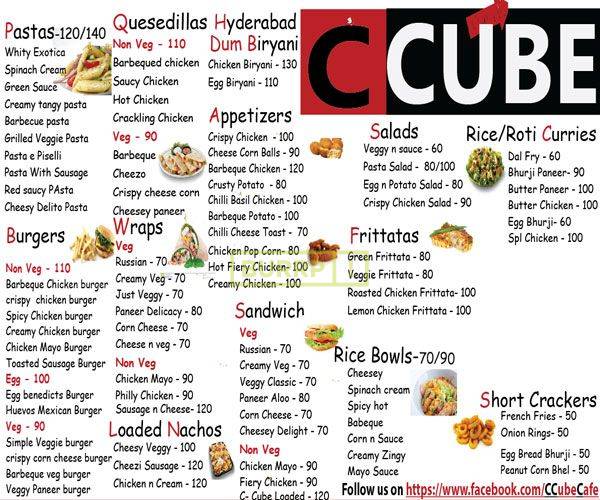 C CUBE
Pastas-120/140
Whity Exotica
Spinach Cream
Green Sauce
Creamy tangy pasta
Barbecue pasta
Grilled Veggie Pasta
Pasta e Piselli
Pasta With Sausage
Red saucy PAsta
Cheesy Delito Pasta
Burgers
Non Veg - 110
Barbeque Chicken burger
crispy chicken burger
Spicy Chicken burger
Creamy Chicken burger
Chicken Mayo Burger
Toasted Sausage Burger
Egg - 100
Egg benedicts Burger
Huevos Mexican Burger
Veg - 90
Simple Veggie burger
crispy corn cheese burger
Barbeque veg burger
Veggy Paneer burger
Quesedillas
Non Veg - 110
Barbequed chicken
Saucy Chicken
Hot Chicken
Crackling Chicken
Veg - 90
Barbeque
Cheezo
Crispy cheese corn
Cheesey paneer
Wraps
Veg
Russian - 70
Creamy Veg - 70
Just Veggy - 70
Paneer Delicacy - 80
Corn Cheese - 70
Cheese n veg - 70
Non Veg
Chicken Mayo - 90
Philly Chicken - 90
Sausage n Cheese- 120
Loaded Nachos
Cheesy Veggy - 100
Cheezi Sausage - 120
Chicken n Cream - 120
Hyderabad
Dum Biryani
Chicken Biryani - 130
Egg Biryani - 110
Appetizers
Crispy Chicken - 100
Cheese Corn Balls - 90
Barbeque Chicken - 120
Crusty Potato - 80
Chilli Basil Chicken - 100
Barbeque Potato - 100
Chilli Cheese Toast - 70
Chicken Pop Corn- 80
Hot Fiery Chicken- 100
Creamy Chicken - 100
BURRP
Sandwich
Veg
Russian - 70
Creamy Veg - 70
Veggy Classic - 70
Paneer Aloo - 80
Corn Cheese - 70
Cheesey Delight - 70
Non Veg
Chicken Mayo - 90
Fiery Chicken - 90
C- Cube Loaded - 120
Salads
Veggy n sauce - 60
Pasta Salad - 80/100
Egg n Potato Salad - 80
Crispy Chicken Salad - 90
Frittatas
Green Frittata - 80
Veggie Frittata - 80
Roasted Chicken Frittata- 100
Lemon Chicken Frittata - 100
Rice Bowls-70/90
Cheesey
Spinach cream
Spicy hot
Babeque
Corn n Sauce
Creamy Zingy
Mayo Sauce
Rice/Roti Curries
Dal Fry - 60
Bhurji Paneer- 90
Butter Paneer - 100
Butter Chicken - 100
Egg Bhurji- 60
Spl Chicken - 100
Short Crackers
French Fries - 50
Onion Rings- 50
Egg Bread Bhurji - 50
Peanut Corn Bhel - 50
Follow us on https://www.facebook.com/CCubeCafe